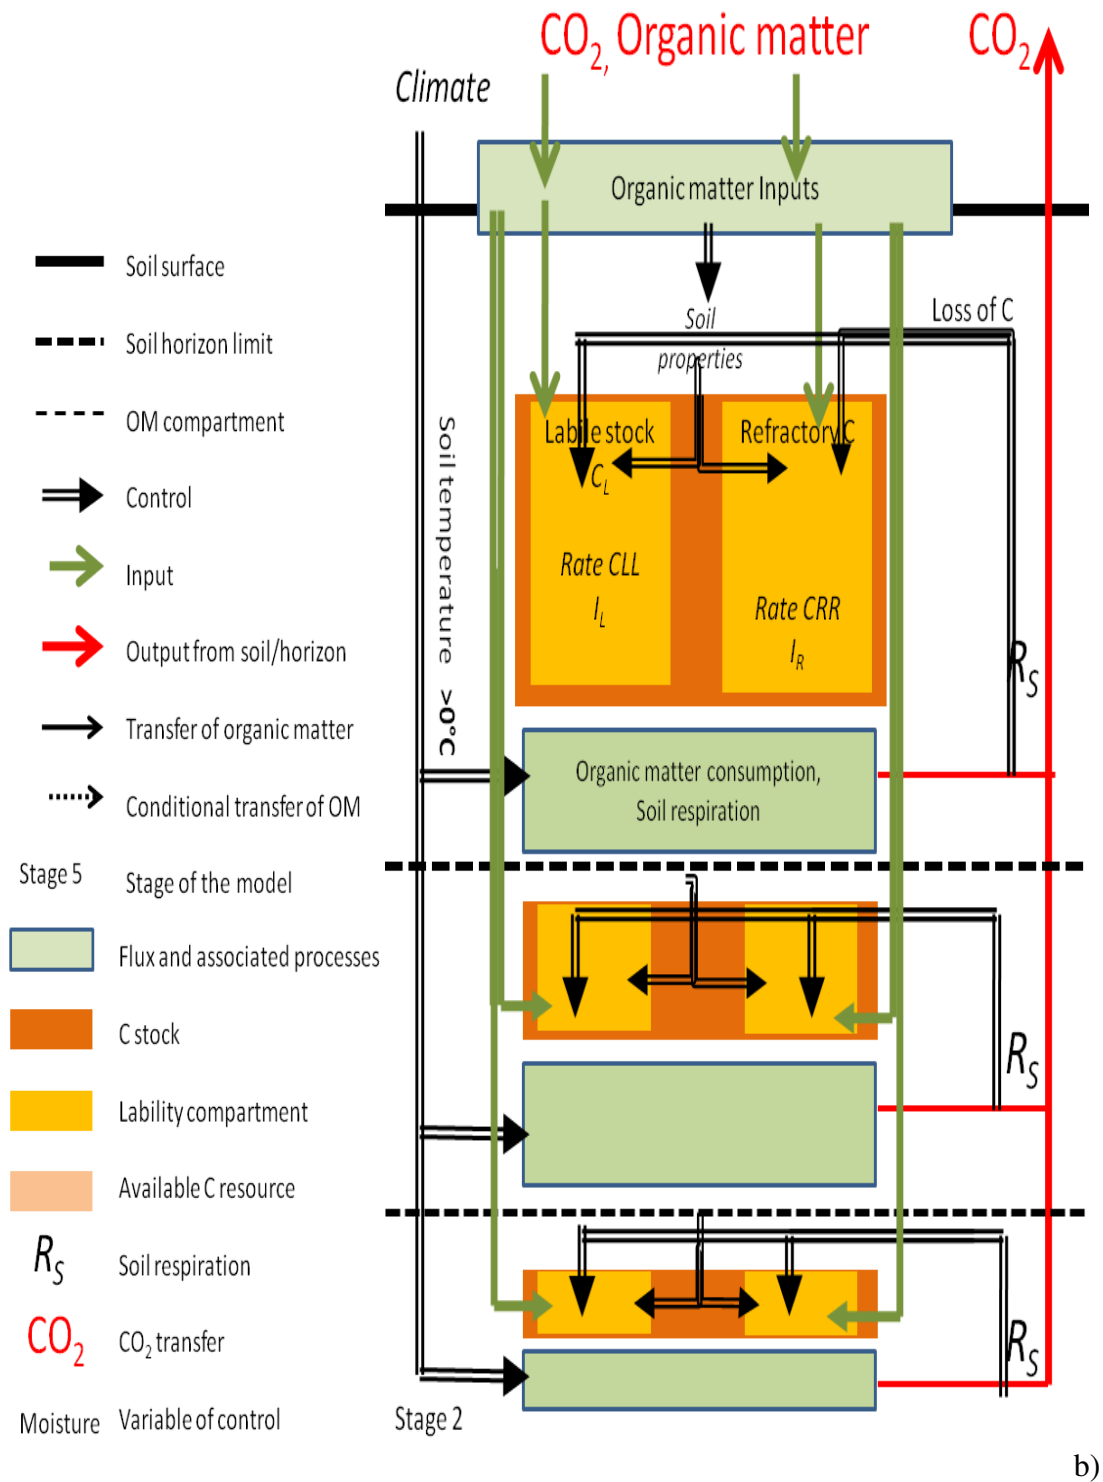 CO2, Organic matter
CO2
Climate
Organic matter Inputs
Soil surface
Soil horizon limit
OM compartment
Control
Input
Output from soil/horizon
Transfer of organic matter
Conditional transfer of OM
Stage 5
Stage of the model
Flux and associated processes
C stock
Lability compartment
Available C resource
RS
Soil respiration
CO2
CO2 transfer
Moisture
Variable of control
Soil temperature >0°C
Soil
properties
Loss of C
Labile stock
CL
Rate CLL
IL
Refractory C
Rate CRR
IR
RS
Organic matter consumption,
Soil respiration
RS
RS
Stage 2
b)